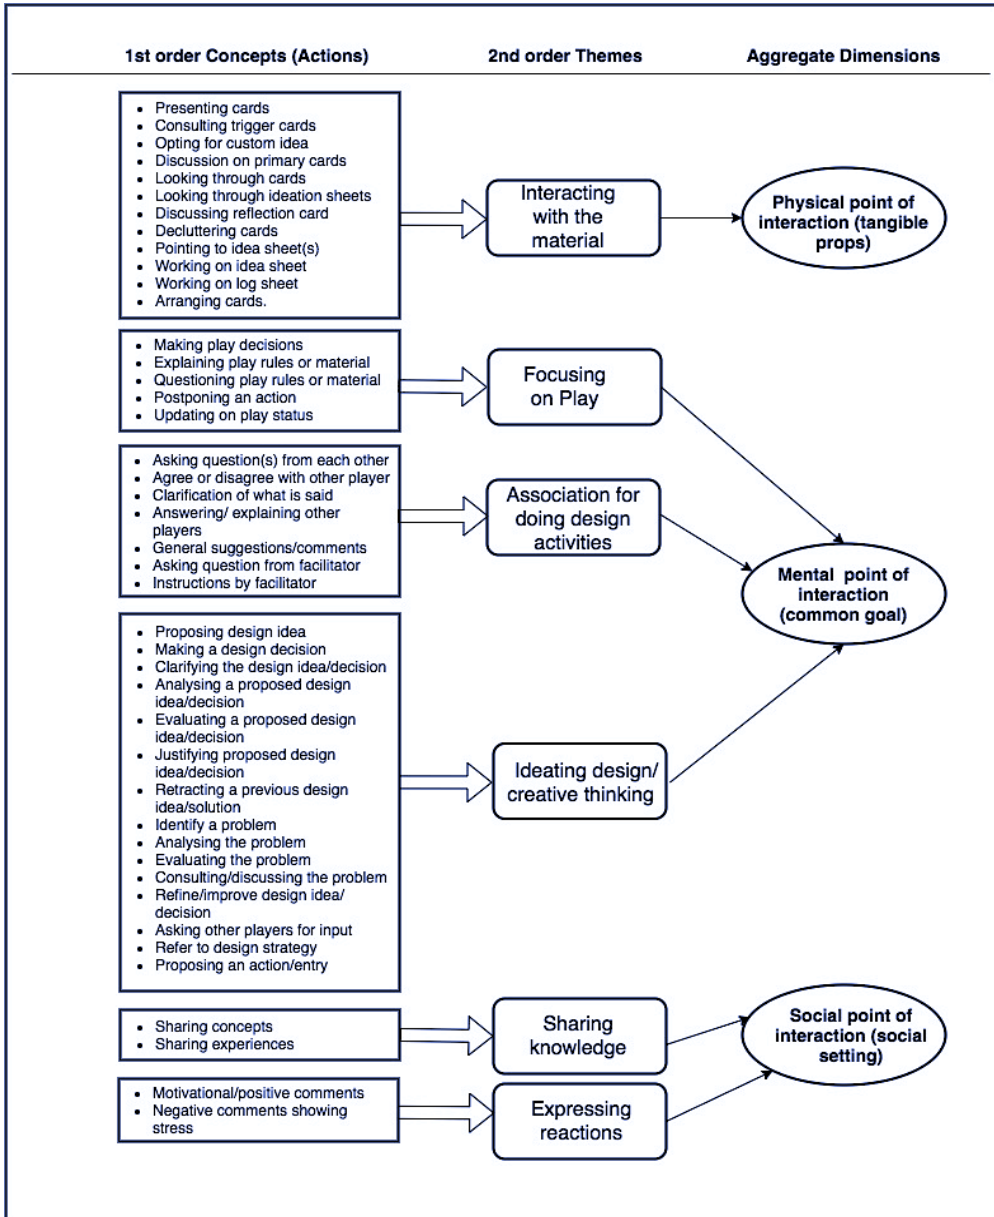 1st order Concepts (Actions)
2nd order Themes
Aggregate Dimensions
• Presenting cards
• Consulting trigger cards
• Opting for custom idea
• Discussion on primary cards
• Looking through cards
• Looking through ideation sheets
• Discussing reflection card
• Decluttering cards
• Pointing to idea sheet(s)
• Working on idea sheet
• Working on log sheet
• Arranging cards.
Interacting
with the
material
Physical point of
interaction (tangible
props)
• Making play decisions
• Explaining play rules or material
• Questioning play rules or material
• Postponing an action
• Updating on play status
Focusing
on Play
• Asking question(s) from each other
• Agree or disagree with other player
• Clarification of what is said
• Answering/ explaining other
players
• General suggestions/comments
• Asking question from facilitator
• Instructions by facilitator
Association for
doing design
activities
Mental point of
interaction
(common goal)
• Proposing design idea
• Making a design decision
• Clarifying the design idea/decision
• Analysing a proposed design
idea/decision
• Evaluating a proposed design
idea/decision
• Justifying proposed design
idea/decision
• Retracting a previous design
idea/solution
• Identify a problem
• Analysing the problem
• Evaluating the problem
• Consulting/discussing the problem
• Refine/improve design idea/
decision
• Asking other players for input
• Refer to design strategy
• Proposing an action/entry
Ideating design/
creative thinking
• Sharing concepts
• Sharing experiences
Sharing
knowledge
Social point of
interaction (social
setting)
• Motivational/positive comments
• Negative comments showing
stress
Expressing
reactions